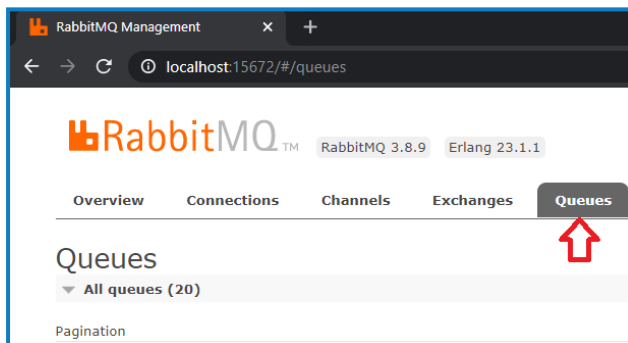 RabbitMQ Management
localhost:15672/#/queues
RabbitMQ TM RabbitMQ 3.8.9 Erlang 23.1.1
Overview Connections Channels Exchanges Queues
Queues
All queues (20)
Pagination